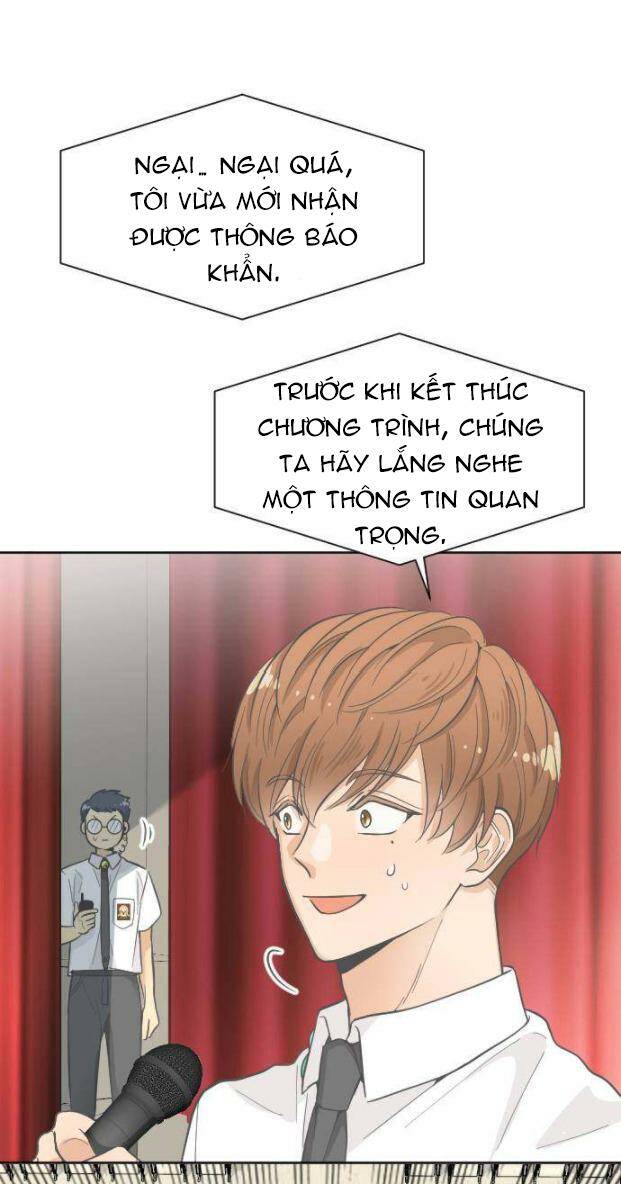 NGẠI... NGẠI QUÁ,
TÔI VỪA MỚI NHẬN
ĐƯỢC THÔNG BÁO
KHẨN.
TRƯỚC KHI KẾT THÚC
CHƯƠNG TRÌNH, CHÚNG
TA HÃY LẮNG NGHE
MỘT THÔNG TIN QUAN
TRỌNG.